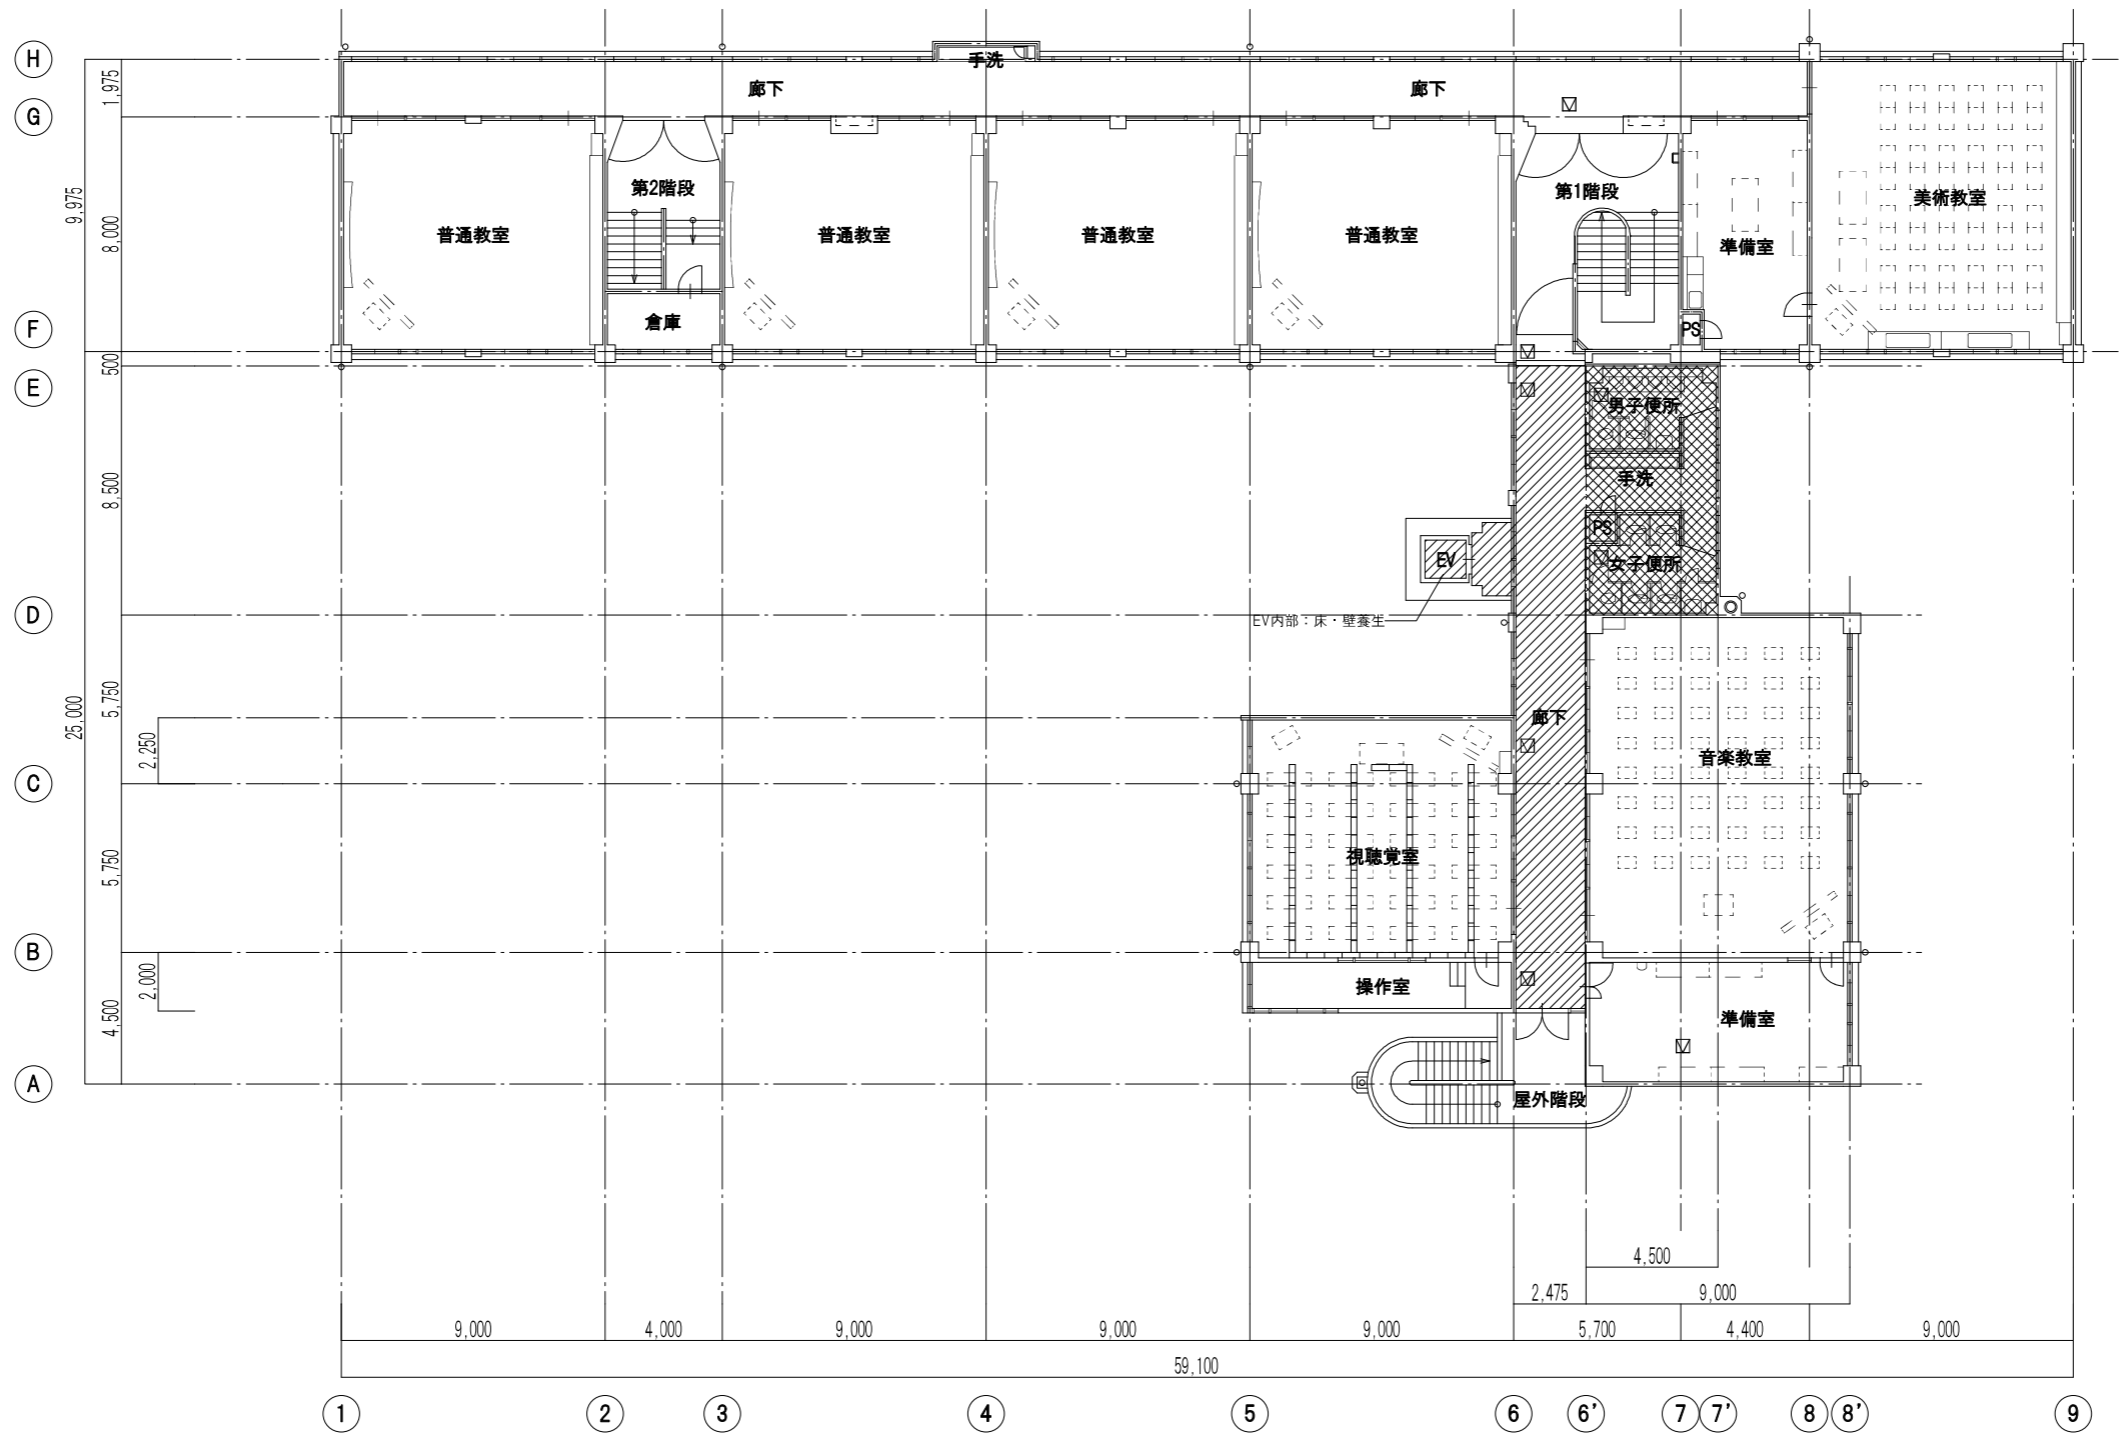 H
手洗
1,975
廊下
廊下
G
9,975
8,000
第2階段
第1階段
美術教室
普通教室
普通教室
普通教室
普通教室
準備室
倉庫
F
PS
500
E
男子便所
8,500
手洗
PS
EV
女子便所
D
EV内部：床・壁養生
25,000
5,750
2,250
廊下
音楽教室
C
5,750
視聴覚室
B
2,000
操作室
4,500
準備室
A
屋外階段
4,500
2,475
9,000
9,000
4,000
9,000
9,000
9,000
5,700
4,400
9,000
59,100
1
2
3
4
5
6
6'
7
7'
8
8'
9